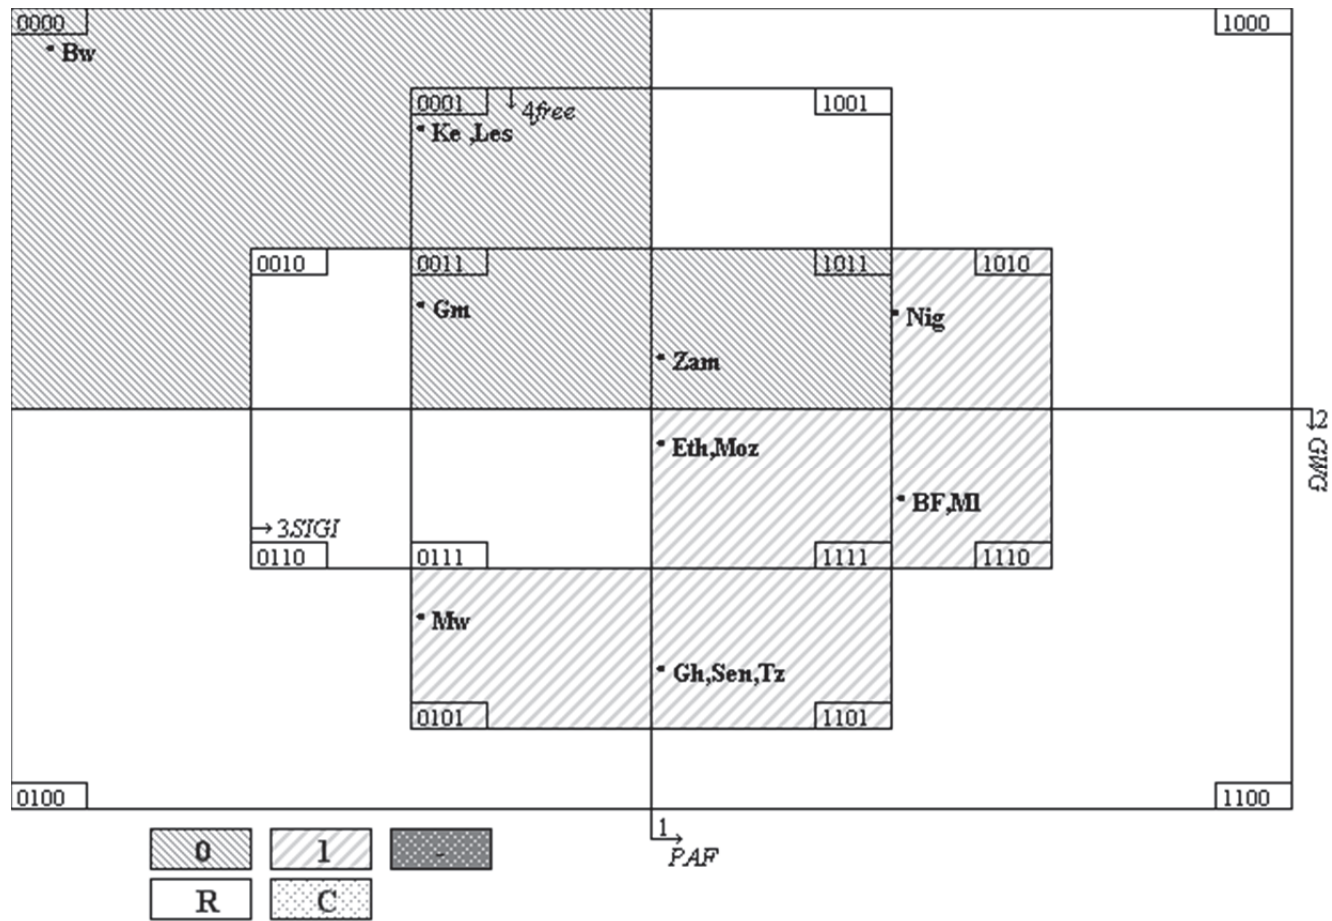 0000 1000
Bw
0001 4free 1001
Ke ,Les
0010 0011 1011 1010
Gm Nig
Zam
2
GWG
Eth,Moz
BF,Ml
3SIGI
0110 0111 1111 1110
Mw
Gh,Sen,Tz
0101 1101
0100 1100
1
PAF
0 1 -
R C